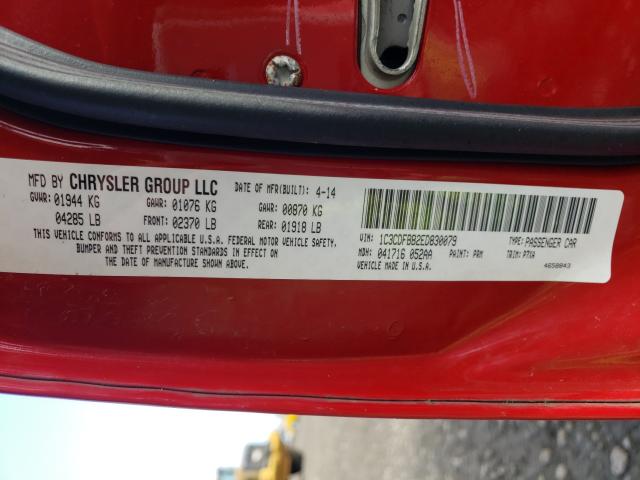 MFD BY CHRYSLER GROUP LLC DATE OF MFR(BUILT): 4-14
GVWR: 01944 KG GAWR: 01076 KG GAWR: 00870 KG
04285 LB FRONT: 02370 LB REAR: 01918 LB
THIS VEHICLE CONFORMS TO ALL APPLICABLE U.S.A. FEDERAL MOTOR VEHICLE SAFETY,
BUMPER AND THEFT PREVENTION STANDARDS IN EFFECT ON
THE DATE OF MANUFACTURE SHOWN ABOVE.
VIN: 1C3CDFBB2ED830079 TYPE: PASSENGER CAR
MDH: 041716 052AA PAINT: PRM TRIM: P7XA
VEHICLE MADE IN U.S.A. 4658843